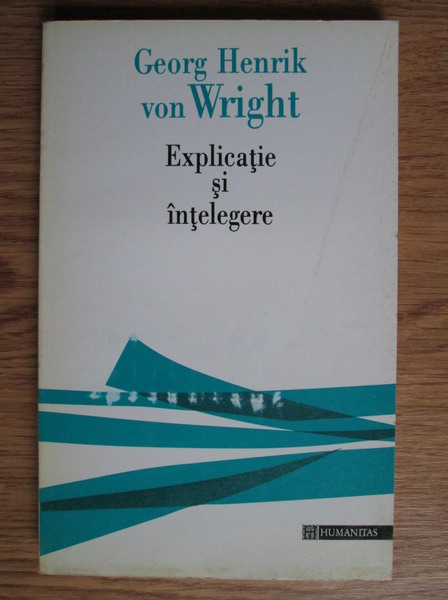 Georg Henrik
von Wright
Explicaţie
şi
înţelegere
HUMANITAS